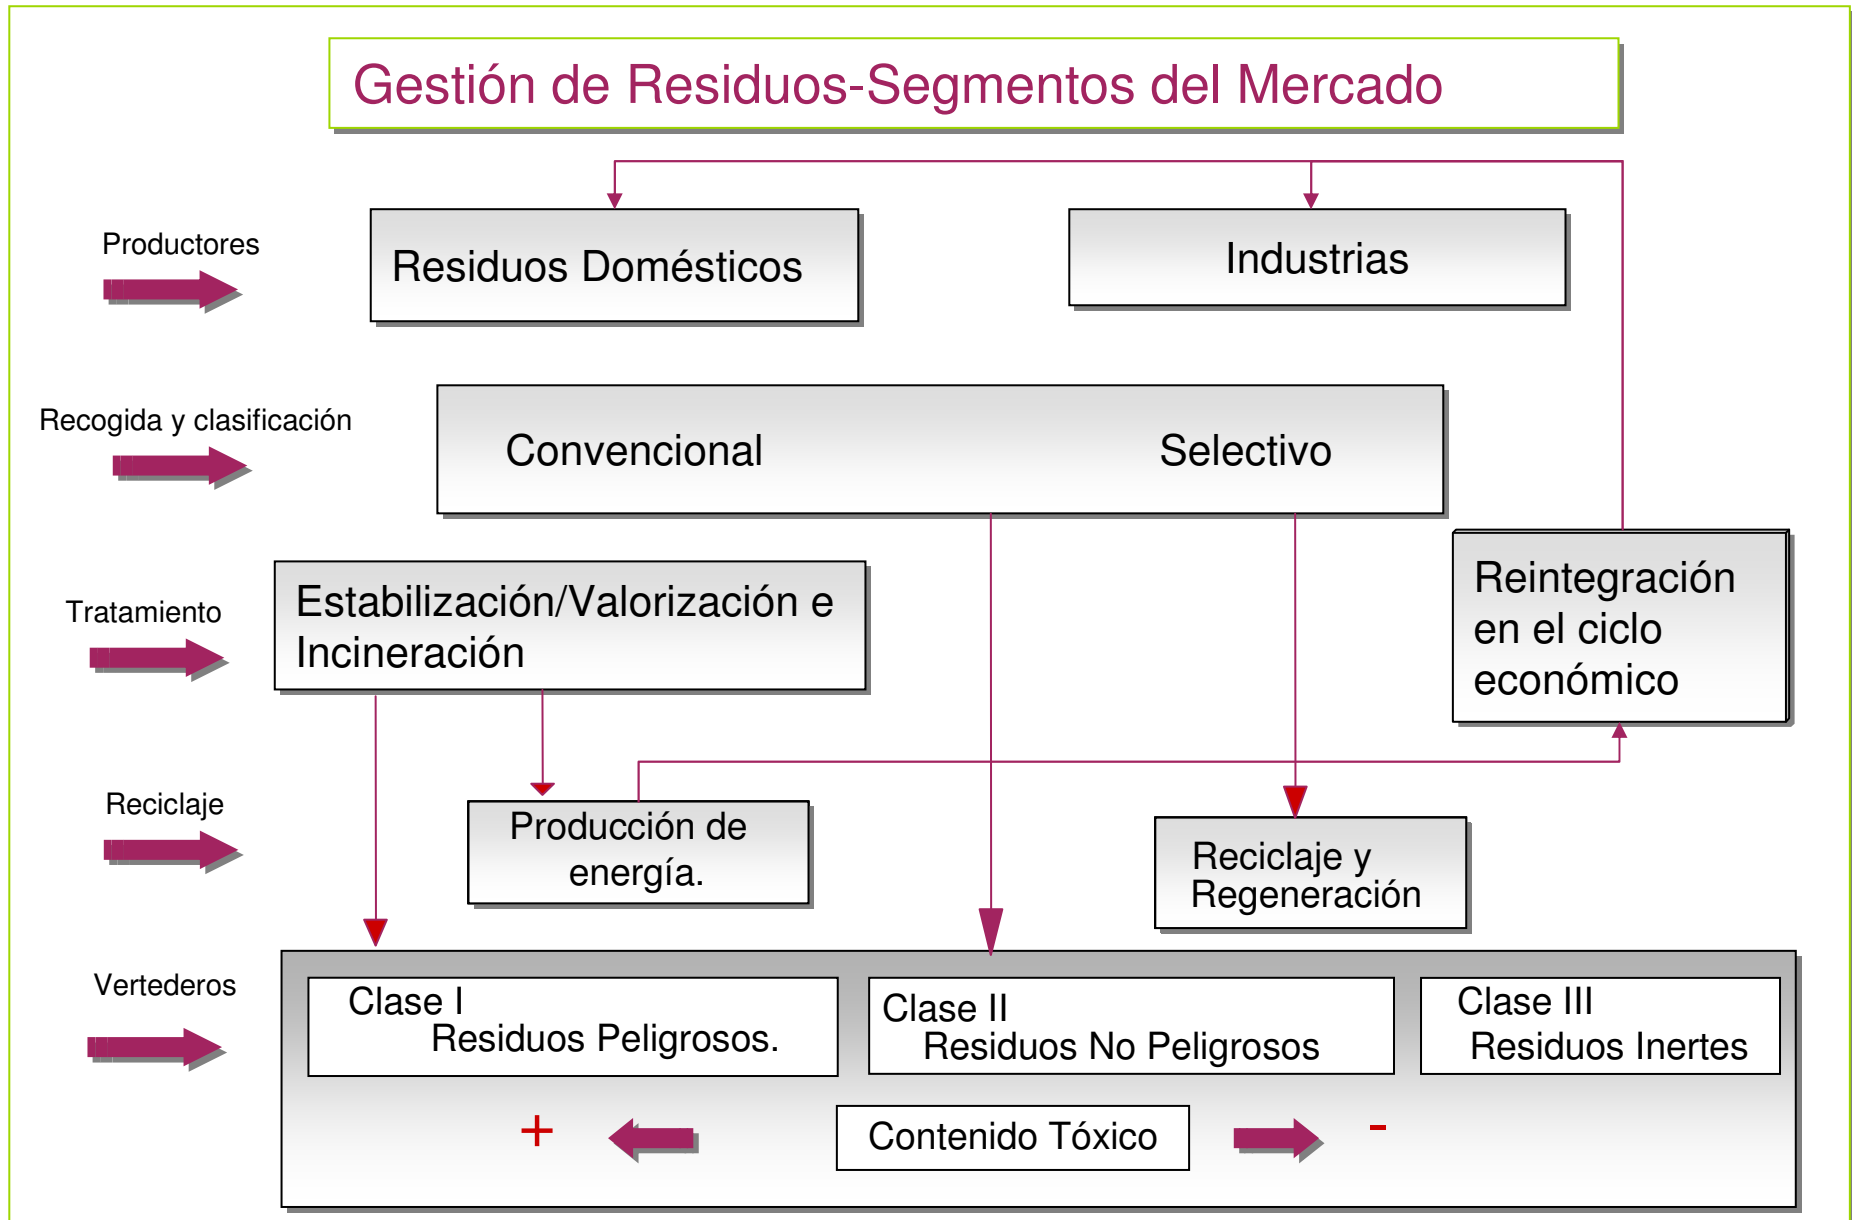 Gestión de Residuos-Segmentos del Mercado
Productores
Residuos Domésticos
Industrias
Recogida y clasificación
Convencional
Selectivo
Tratamiento
Estabilización/Valorización e
Incineración
Reintegración
en el ciclo
económico
Reciclaje
Producción de
energía.
Reciclaje y
Regeneración
Vertederos
Clase I
Residuos Peligrosos.
Clase II
Residuos No Peligrosos
Clase III
Residuos Inertes
+
Contenido Tóxico
-